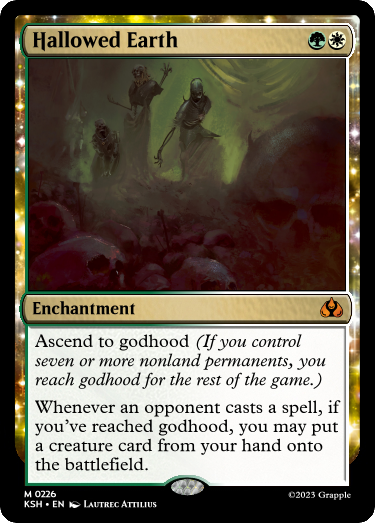 Hallowed Earth
Enchantment
Ascend to godhood (If you control
seven or more nonland permanents, you
reach godhood for the rest of the game.)
Whenever an opponent casts a spell, if
you've reached godhood, you may put
a creature card from your hand onto
the battlefield.
M 0226
KSH • EN Lautrec Attilius
©2023 Grapple